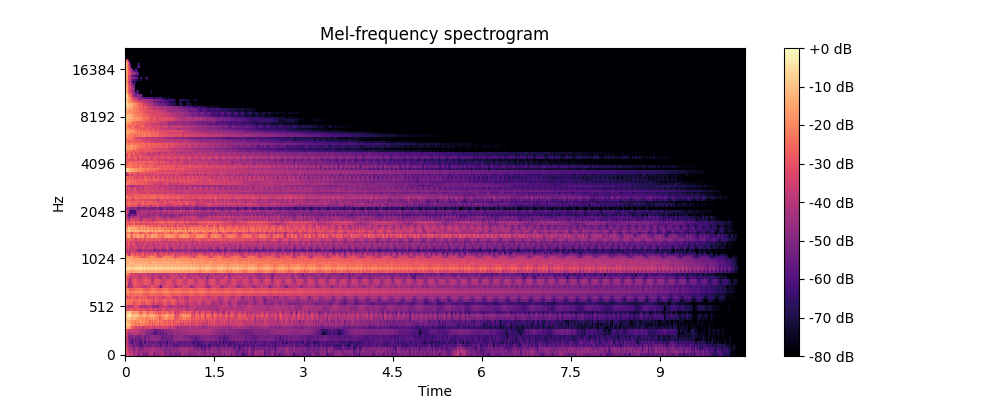 Mel-frequency spectrogram
Hz
16384
8192
4096
2048
1024
512
0
0 1.5 3 4.5 6 7.5 9
Time
+0 dB
-10 dB
-20 dB
-30 dB
-40 dB
-50 dB
-60 dB
-70 dB
-80 dB